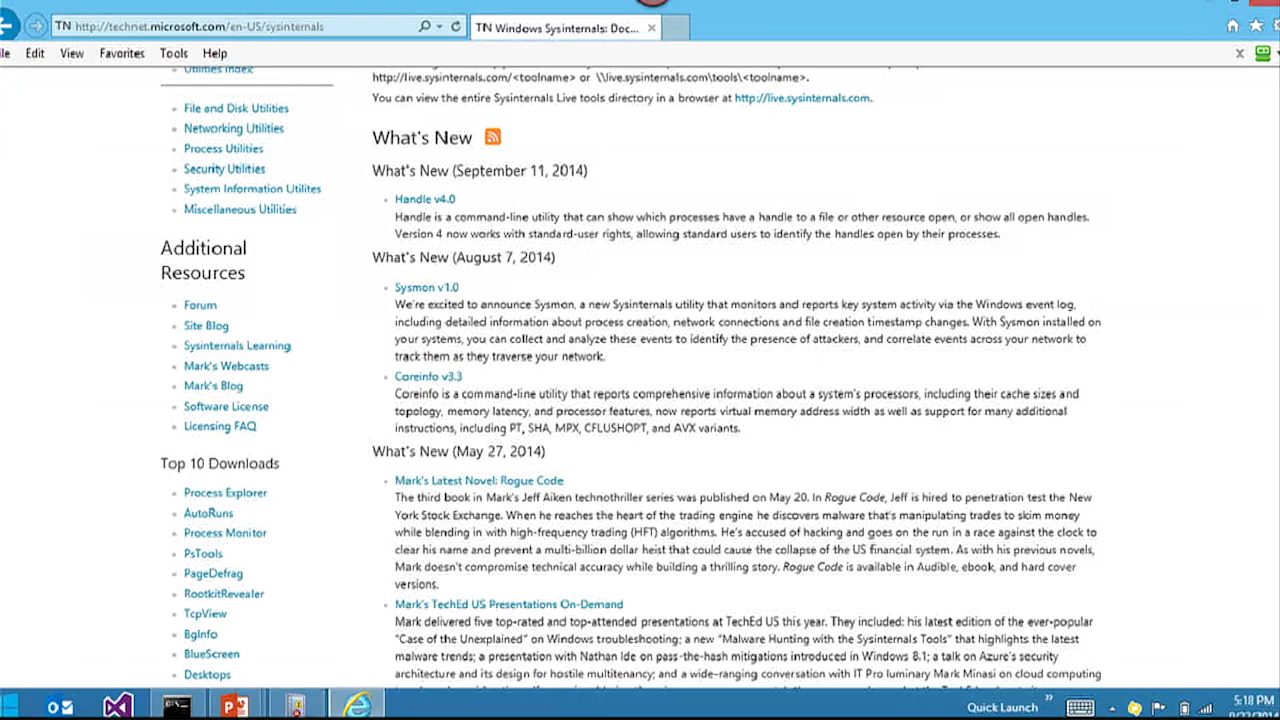 TN http://technet.microsoft.com/en-US/sysinternals
TN Windows Sysinternals: Doc...
Edit View Favorites Tools Help
Utilities Index
File and Disk Utilities
Networking Utilities
Process Utilities
Security Utilities
System Information Utilites
Miscellaneous Utilities
Additional
Resources
Forum
Site Blog
Sysinternals Learning
Mark's Webcasts
Mark's Blog
Software License
Licensing FAQ
Top 10 Downloads
Process Explorer
AutoRuns
Process Monitor
PsTools
PageDefrag
RootkitRevealer
TcpView
BgInfo
BlueScreen
Desktops
http://live.sysinternals.com/<toolname> or \\live.sysinternals.com\tools\<toolname>.
You can view the entire Sysinternals Live tools directory in a browser at http://live.sysinternals.com.
What's New
What's New (September 11, 2014)
Handle v4.0
Handle is a command-line utility that can show which processes have a handle to a file or other resource open, or show all open handles.
Version 4 now works with standard-user rights, allowing standard users to identify the handles open by their processes.
What's New (August 7, 2014)
Sysmon v1.0
We're excited to announce Sysmon, a new Sysinternals utility that monitors and reports key system activity via the Windows event log,
including detailed information about process creation, network connections and file creation timestamp changes. With Sysmon installed on
your systems, you can collect and analyze these events to identify the presence of attackers, and correlate events across your network to
track them as they traverse your network.
Coreinfo v3.3
Coreinfo is a command-line utility that reports comprehensive information about a system's processors, including their cache sizes and
topology, memory latency, and processor features, now reports virtual memory address width as well as support for many additional
instructions, including PT, SHA, MPX, CFLUSHOPT, and AVX variants.
What's New (May 27, 2014)
Mark's Latest Novel: Rogue Code
The third book in Mark's Jeff Aiken technothriller series was published on May 20. In Rogue Code, Jeff is hired to penetration test the New
York Stock Exchange. When he reaches the heart of the trading engine he discovers malware that's manipulating trades to skim money
while blending in with high-frequency trading (HFT) algorithms. He's accused of hacking and goes on the run in a race against the clock to
clear his name and prevent a multi-billion dollar heist that could cause the collapse of the US financial system. As with his previous novels,
Mark doesn't compromise technical accuracy while building a thrilling story. Rogue Code is available in Audible, ebook, and hard cover
versions.
Mark's TechEd US Presentations On-Demand
Mark delivered five top-rated and top-attended presentations at TechEd US this year. They included: his latest edition of the ever-popular
"Case of the Unexplained" on Windows troubleshooting; a new "Malware Hunting with the Sysinternals Tools" that highlights the latest
malware trends; a presentation with Nathan Ide on pass-the-hash mitigations introduced in Windows 8.1; a talk on Azure's security
architecture and its design for hostile multitenancy; and a wide-ranging conversation with IT Pro luminary Mark Minasi on cloud computing
Quick Launch
5:18 PM